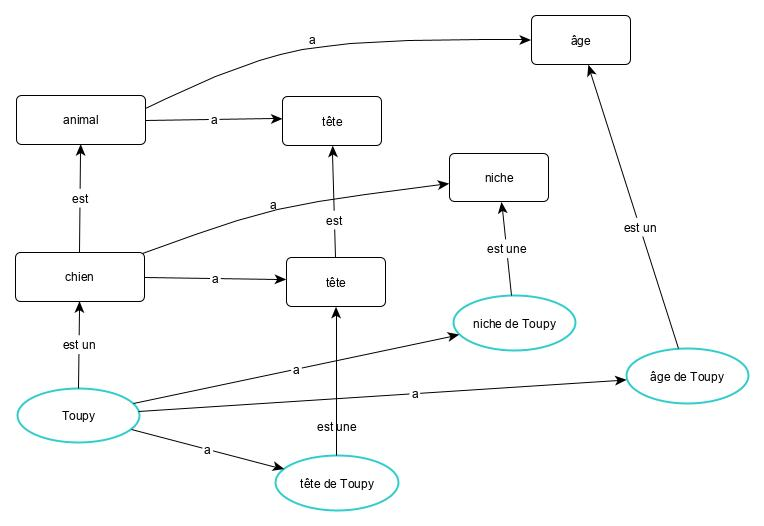 a
âge
animal
a
tête
niche
est
a
est
est un
est une
chien
a
tête
niche de Toupy
est un
a
âge de Toupy
a
Toupy
est une
a
tête de Toupy